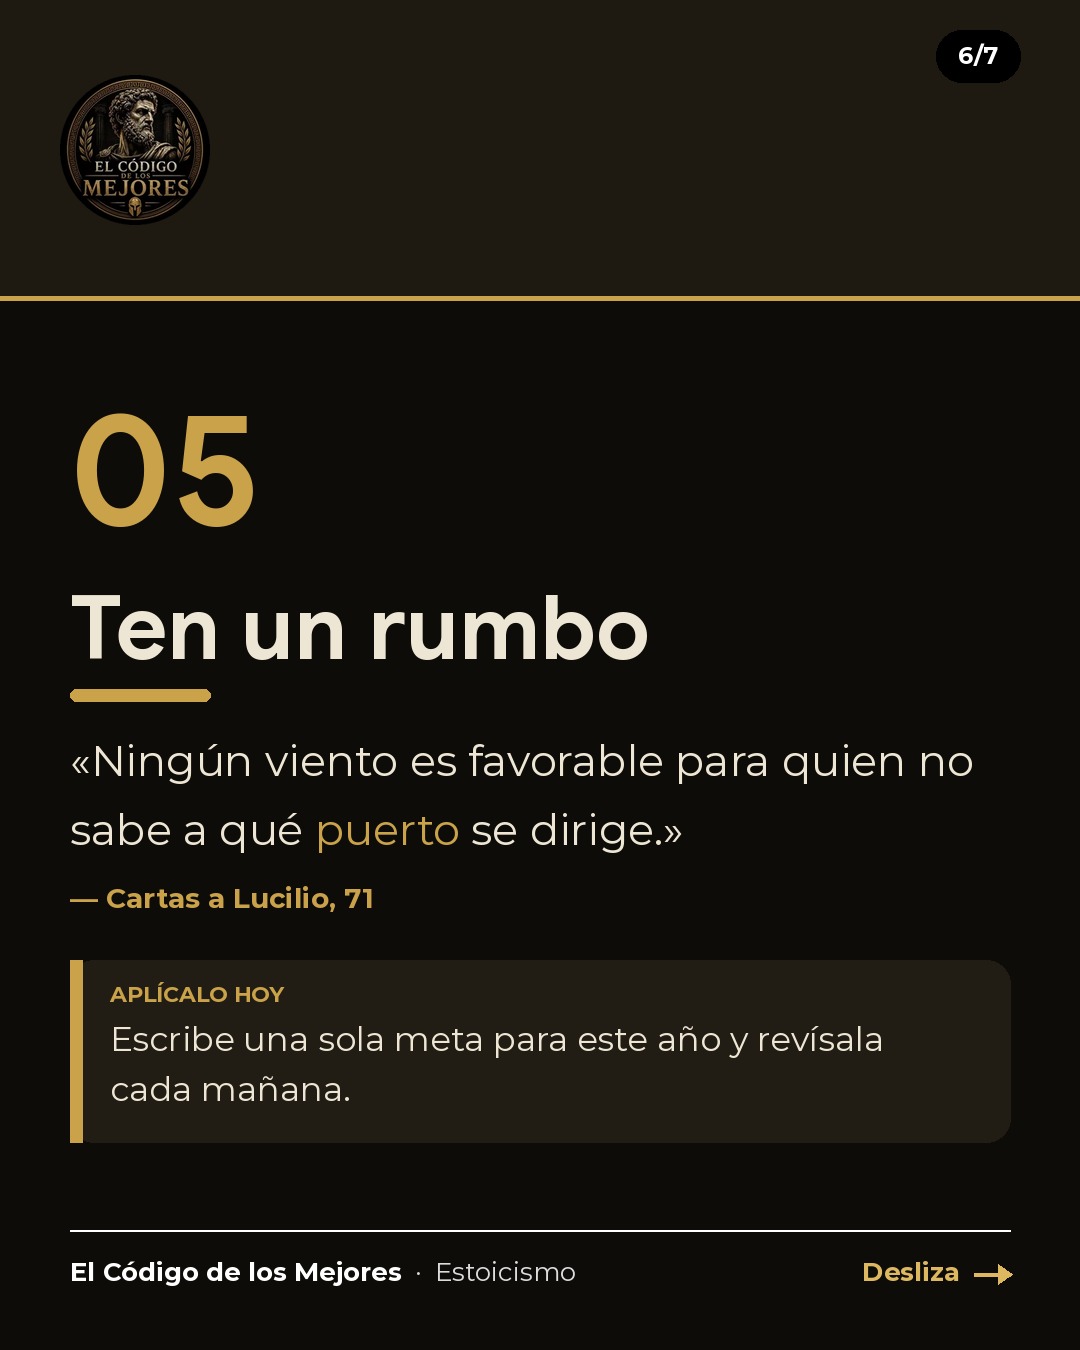 6/7
EL CÓDIGO
DE LOS
MEJORES
05
Ten un rumbo
«Ningún viento es favorable para quien no
sabe a qué puerto se dirige.»
— Cartas a Lucilio, 71
APLÍCALO HOY
Escribe una sola meta para este año y revísala
cada mañana.
El Código de los Mejores · Estoicismo
Desliza